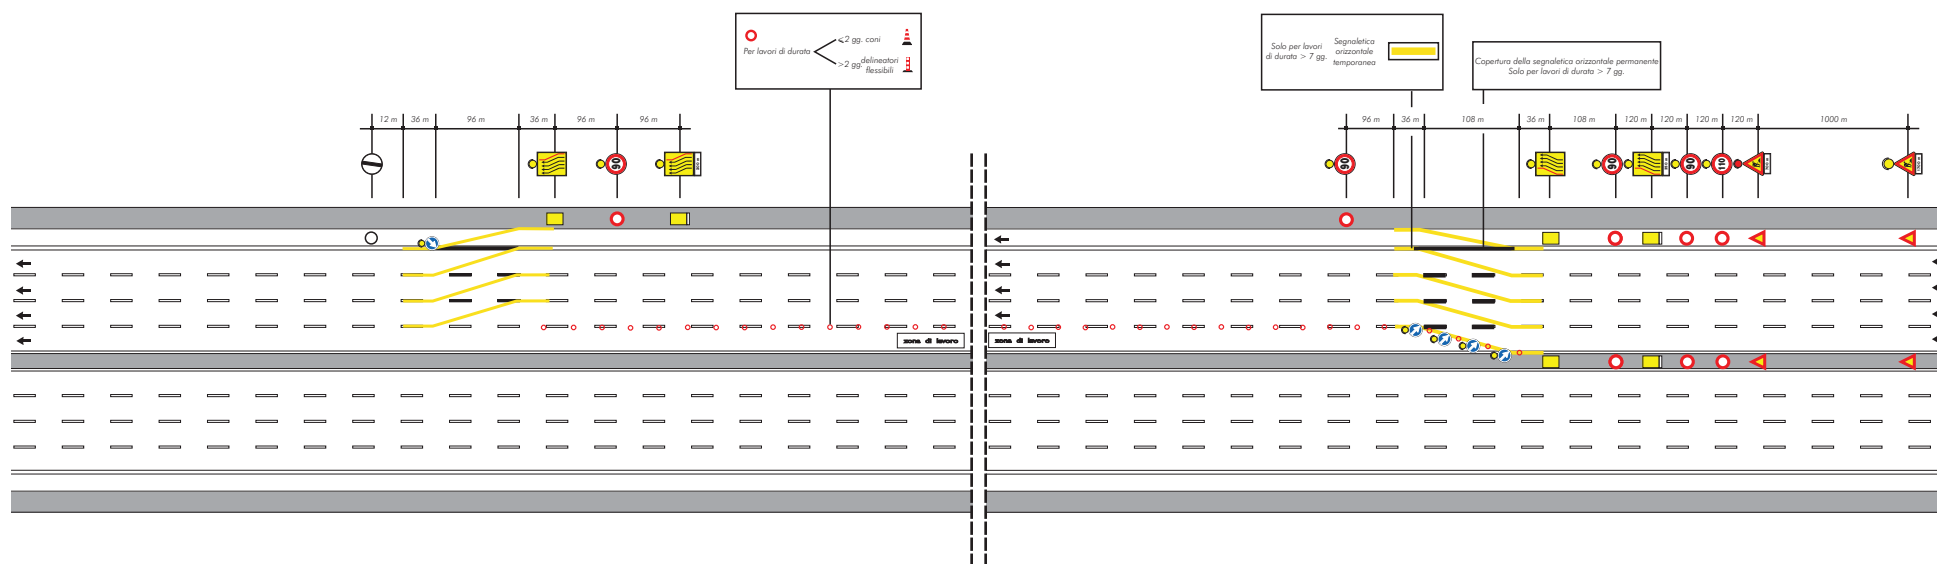 Per lavori di durata
<2 gg. coni
>2 gg. delineatori
flessibili
Solo per lavori
di durata > 7 gg.
Segnaletica
orizzontale
temporanea
Copertura della segnaletica orizzontale permanente
Solo per lavori di durata > 7 gg.
12 m
36 m
96 m
36 m
96 m
96 m
96 m
36 m
108 m
36 m
108 m
120 m
120 m
120 m
120 m
1000 m
90
90
90
90
110
zona di lavoro
zona di lavoro